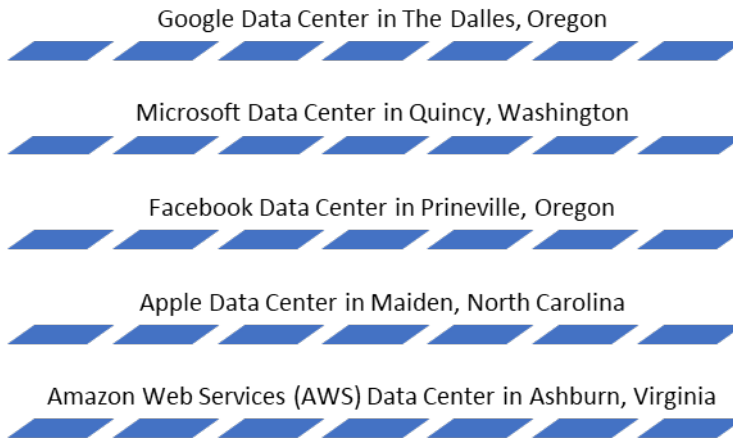 Google Data Center in The Dalles, Oregon
Microsoft Data Center in Quincy, Washington
Facebook Data Center in Prineville, Oregon
Apple Data Center in Maiden, North Carolina
Amazon Web Services (AWS) Data Center in Ashburn, Virginia